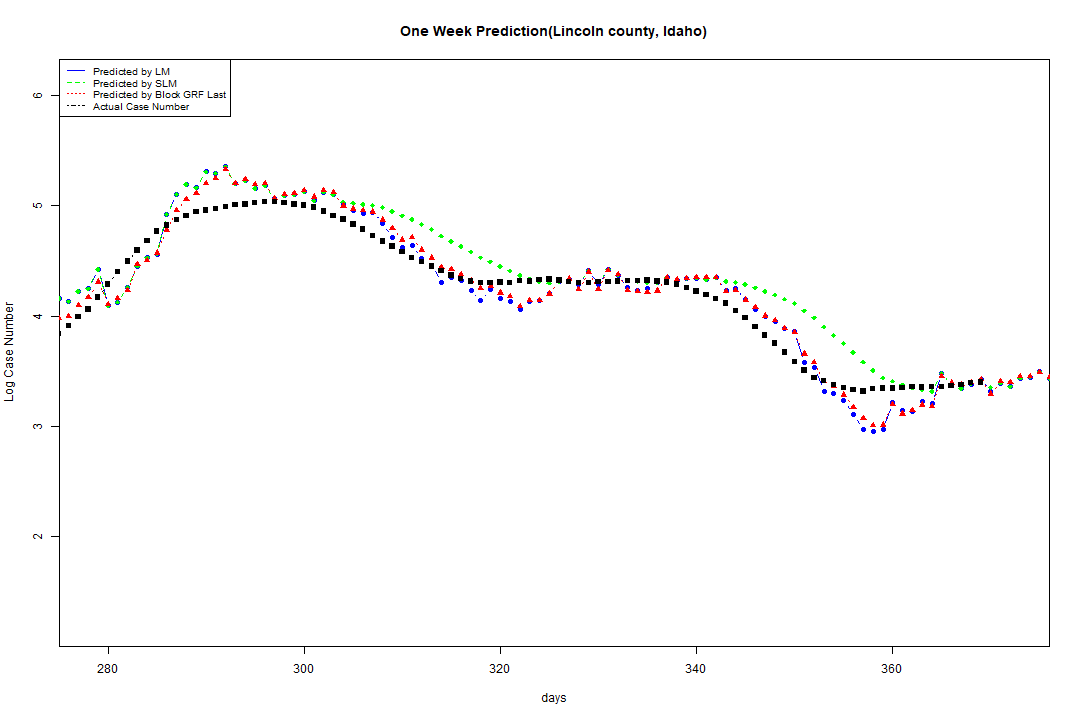 One Week Prediction(Lincoln county, Idaho)
Predicted by LM
Predicted by SLM
Predicted by Block GRF Last
Actual Case Number
6
5
4
3
2
Log Case Number
280 300 320 340 360
days